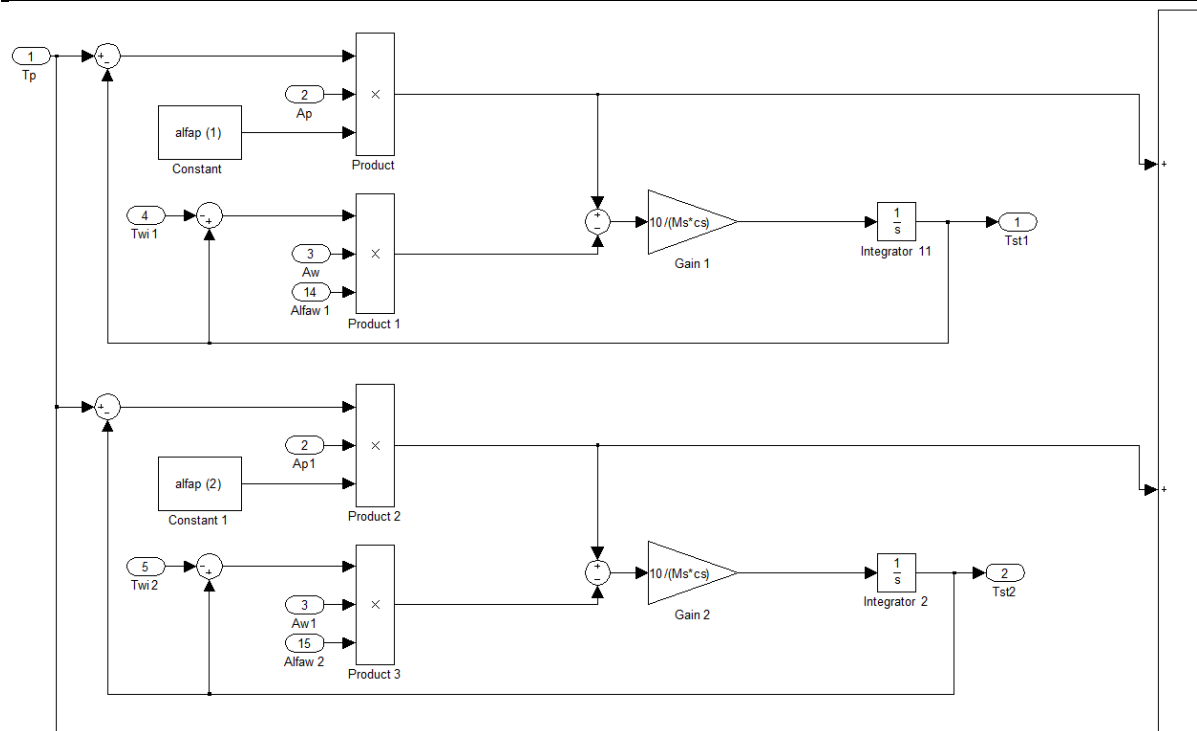 1
Tp
+
-
2
Ap
×
alfap (1)
Constant
Product
+
4
Twi 1
-
+
3
Aw
14
Alfaw 1
×
Product 1
+
-
10/(Ms*cs)
Gain 1
1
s
Integrator 11
1
Tst1
+
-
2
Ap1
×
alfap (2)
Constant 1
Product 2
+
5
Twi2
-
+
3
Aw1
15
Alfaw 2
×
Product 3
+
-
10/(Ms*cs)
Gain 2
1
s
Integrator 2
2
Tst2